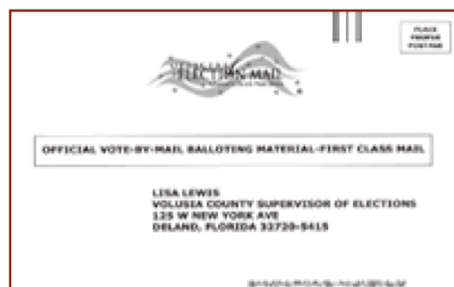 PLACE
PROPER
POSTAGE
OFFICIAL ELECTION MAIL
OFFICIAL VOTE-BY-MAIL BALLOTING MATERIAL-FIRST CLASS MAIL
LISA LEWIS
VOLUSIA COUNTY SUPERVISOR OF ELECTIONS
125 W NEW YORK AVE
DELAND, FLORIDA 32720-5415